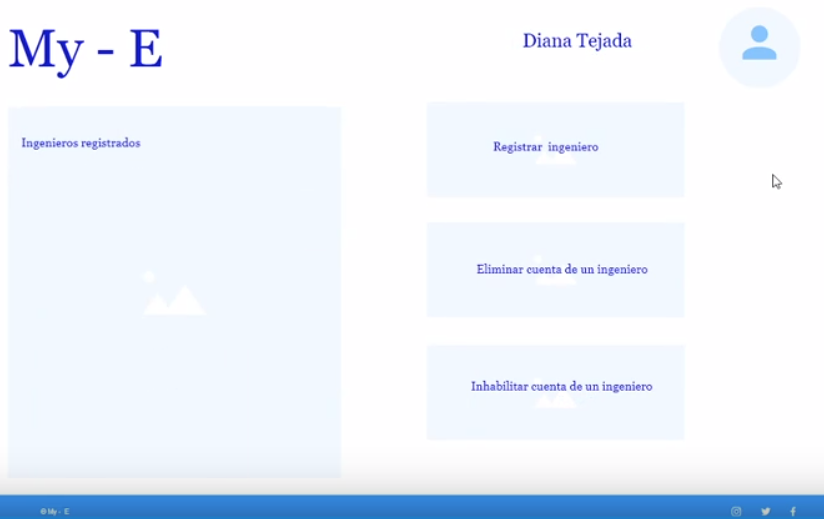 My - E
Diana Tejada
Ingenieros registrados
Registrar ingeniero
Eliminar cuenta de un ingeniero
Inhabilitar cuenta de un ingeniero
© My - E